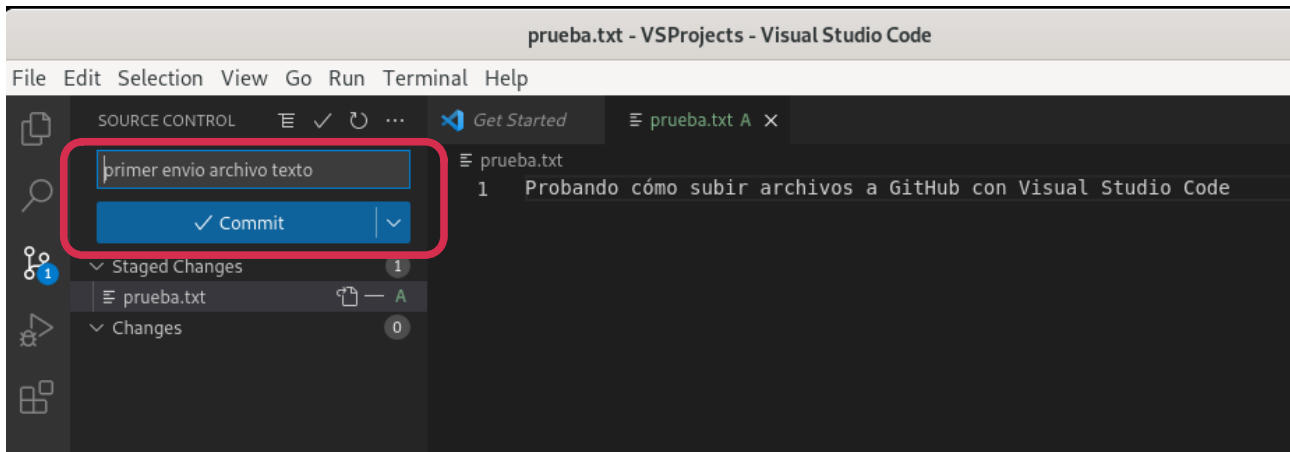 prueba.txt - VSProjects - Visual Studio Code
File Edit Selection View Go Run Terminal Help
SOURCE CONTROL
Get Started
prueba.txt A
primer envio archivo texto
prueba.txt
1 Probando cómo subir archivos a GitHub con Visual Studio Code
Commit
1
Staged Changes 1
prueba.txt A
Changes 0